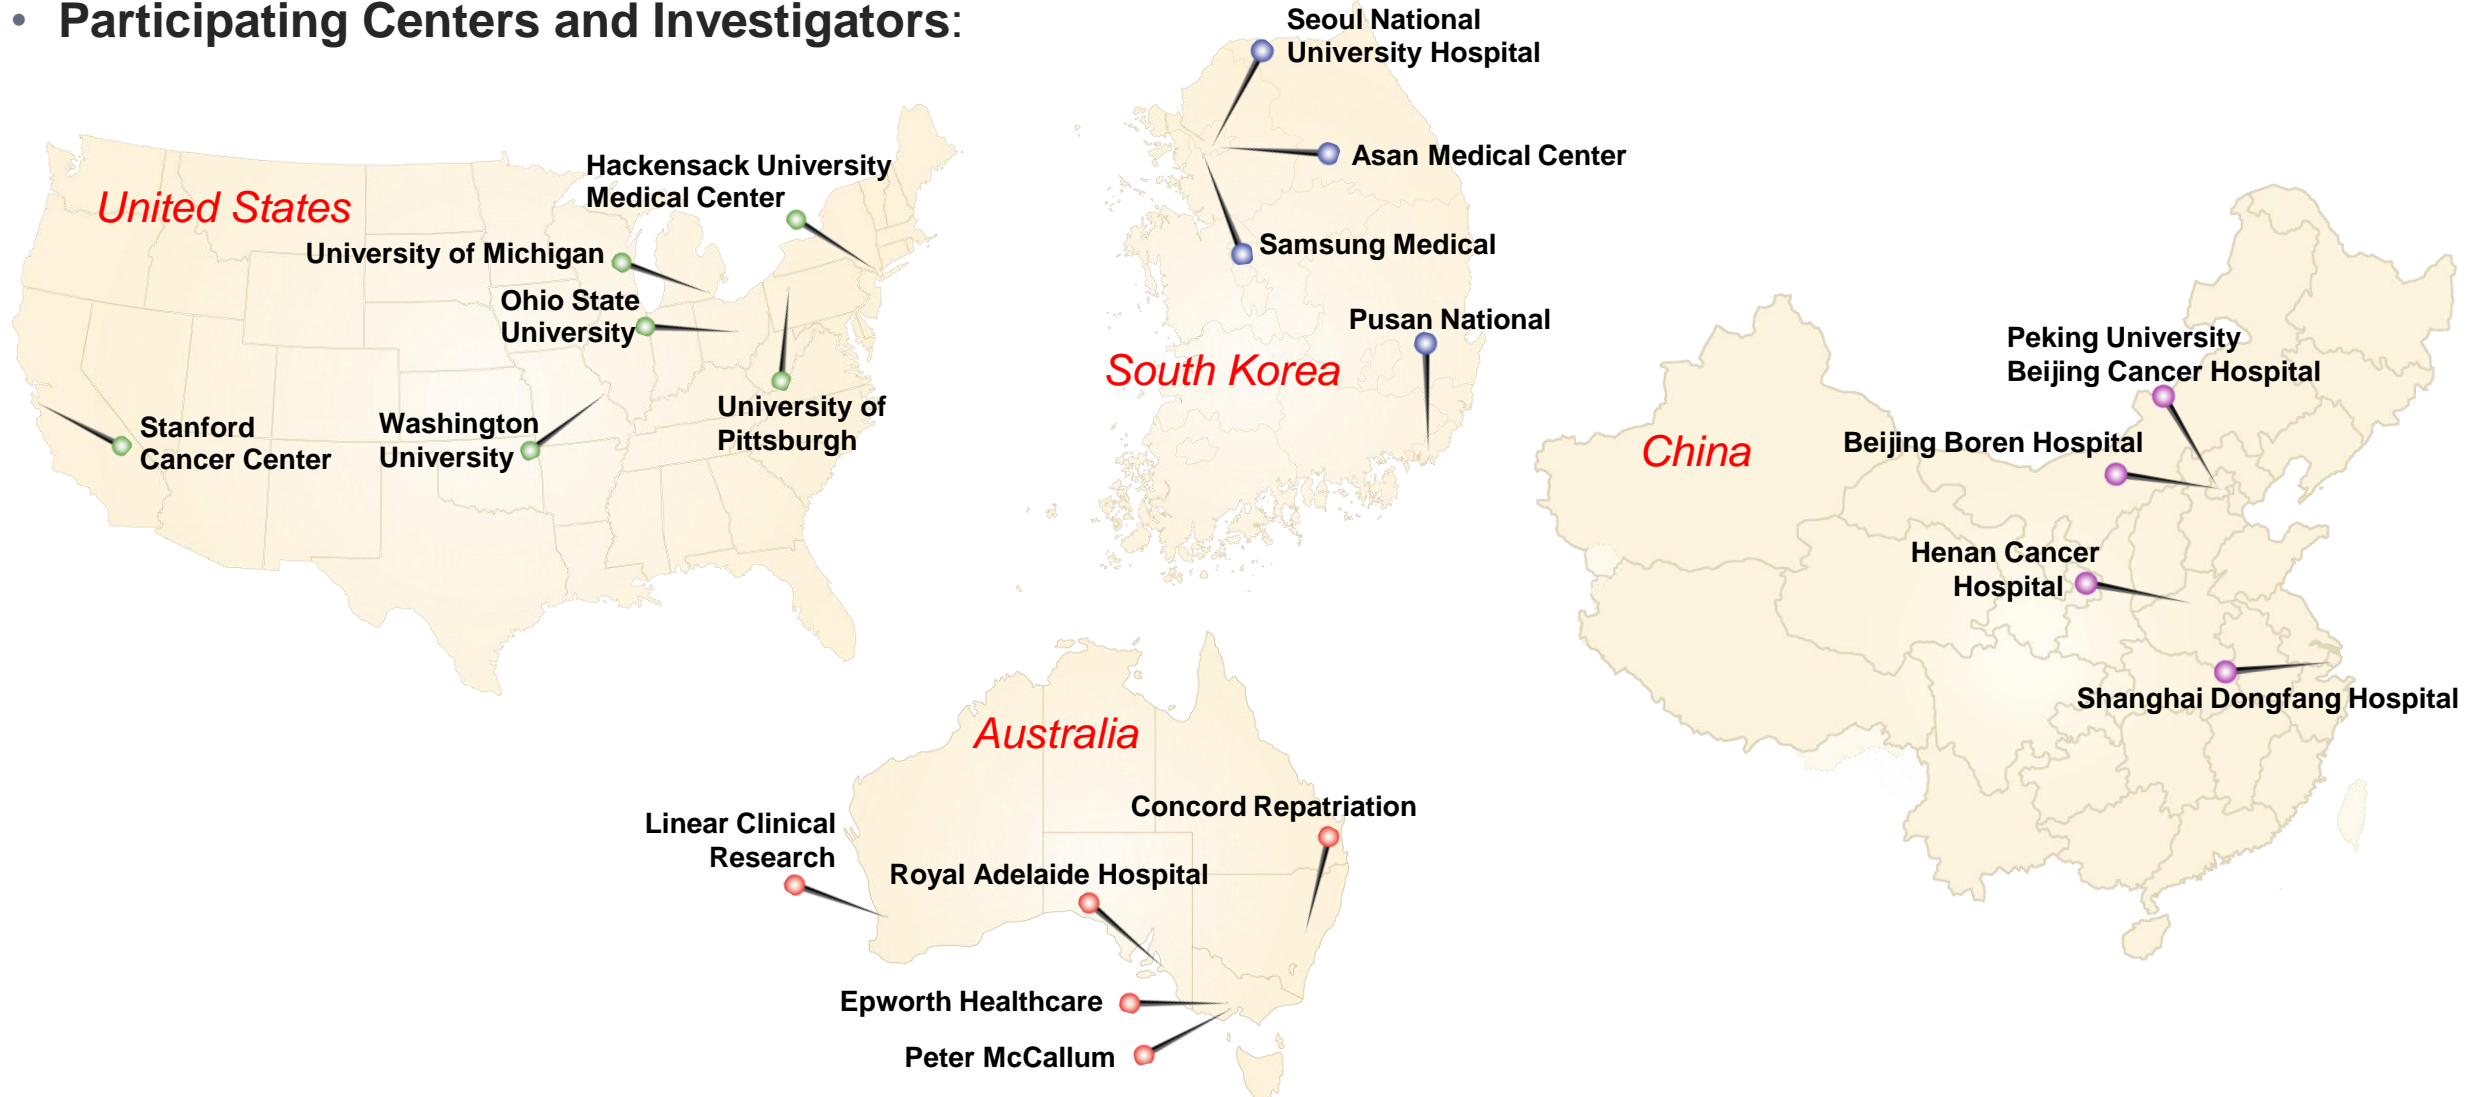 • Participating Centers and Investigators:
United States
Hackensack University
Medical Center
University of Michigan
Ohio State
University
University of
Pittsburgh
Washington
University
Stanford
Cancer Center
Seoul National
University Hospital
Asan Medical Center
Samsung Medical
Pusan National
South Korea
China
Peking University
Beijing Cancer Hospital
Beijing Boren Hospital
Henan Cancer
Hospital
Shanghai Dongfang Hospital
Australia
Concord Repatriation
Linear Clinical
Research
Royal Adelaide Hospital
Epworth Healthcare
Peter McCallum